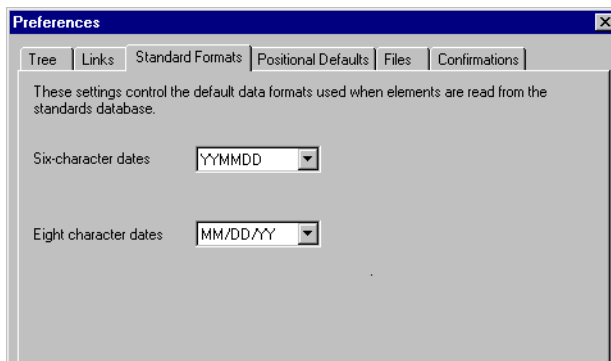 Preferences
Tree Links Standard Formats Positional Defaults Files Confirmations
These settings control the default data formats used when elements are read from the
standards database.
Six-character dates YYMMDD
Eight character dates MM/DD/YY